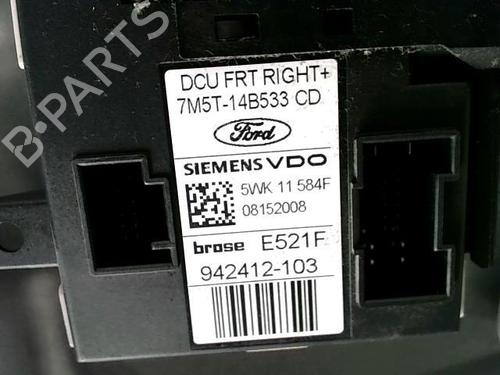 B-PARTS
DCU FRT RIGHT+
7M5T-14B533 CD
Ford
SIEMENS VDO
5WK 11 584F
08152008
brose E521F
942412-103